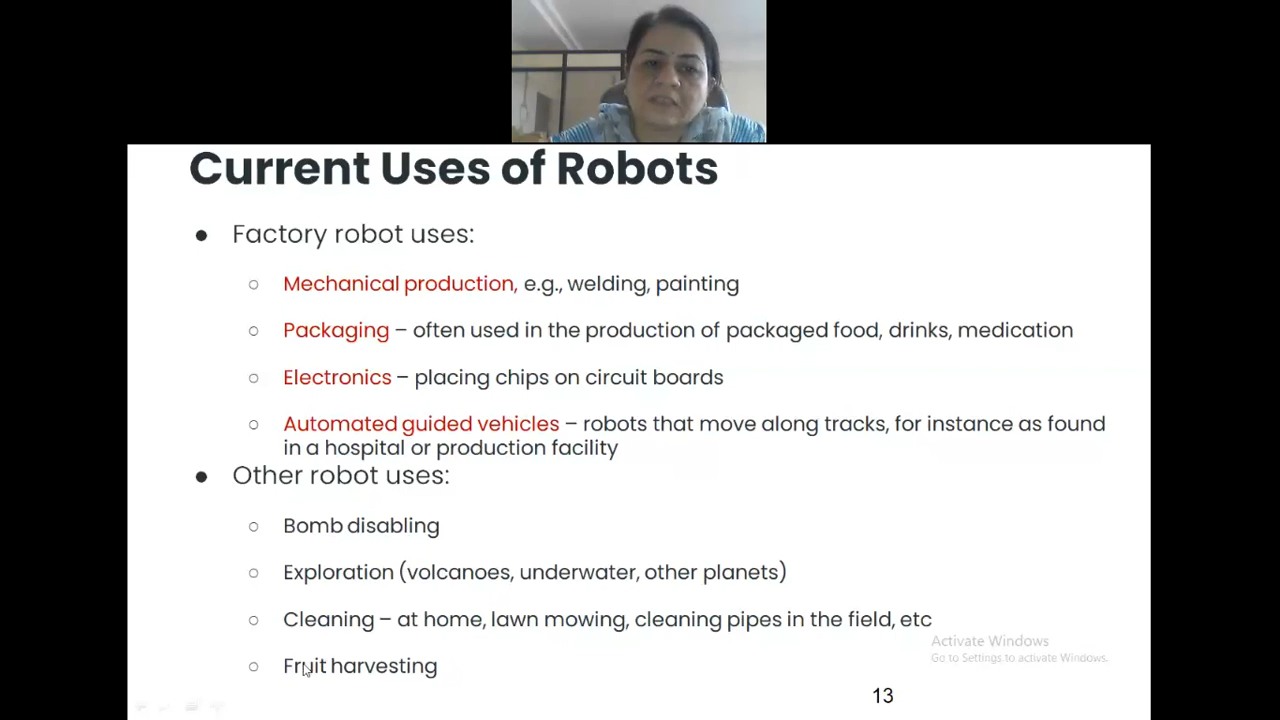 Current Uses of Robots
● Factory robot uses:
○ Mechanical production, e.g., welding, painting
○ Packaging – often used in the production of packaged food, drinks, medication
○ Electronics – placing chips on circuit boards
○ Automated guided vehicles – robots that move along tracks, for instance as found
in a hospital or production facility
● Other robot uses:
○ Bomb disabling
○ Exploration (volcanoes, underwater, other planets)
○ Cleaning – at home, lawn mowing, cleaning pipes in the field, etc
○ Fruit harvesting
Activate Windows
Go to Settings to activate Windows.
13